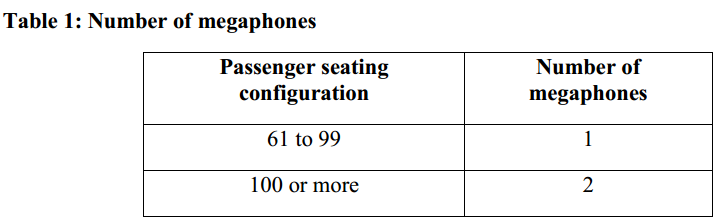 Table 1: Number of megaphones
Passenger seating configuration
Number of megaphones
61 to 99
1
100 or more
2